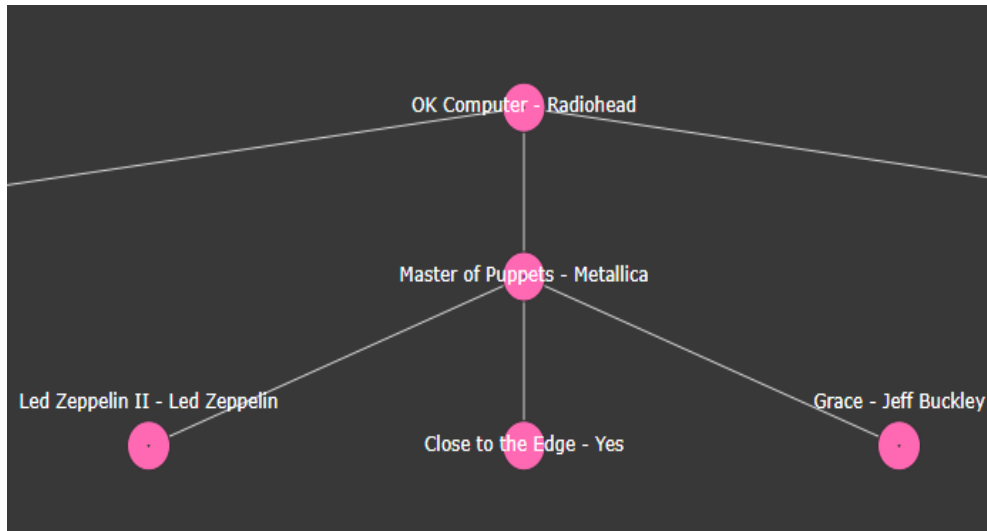 OK Computer - Radiohead
Master of Puppets - Metallica
Led Zeppelin II - Led Zeppelin
Close to the Edge - Yes
Grace - Jeff Buckley